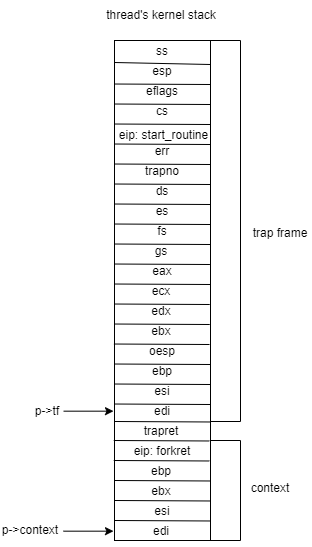 thread's kernel stack
ss
esp
eflags
cs
eip: start_routine
err
trapno
ds
es
fs
gs
trap frame
eax
ecx
edx
ebx
oesp
ebp
esi
p->tf
edi
trapret
eip: forkret
ebp
context
ebx
esi
p->context
edi